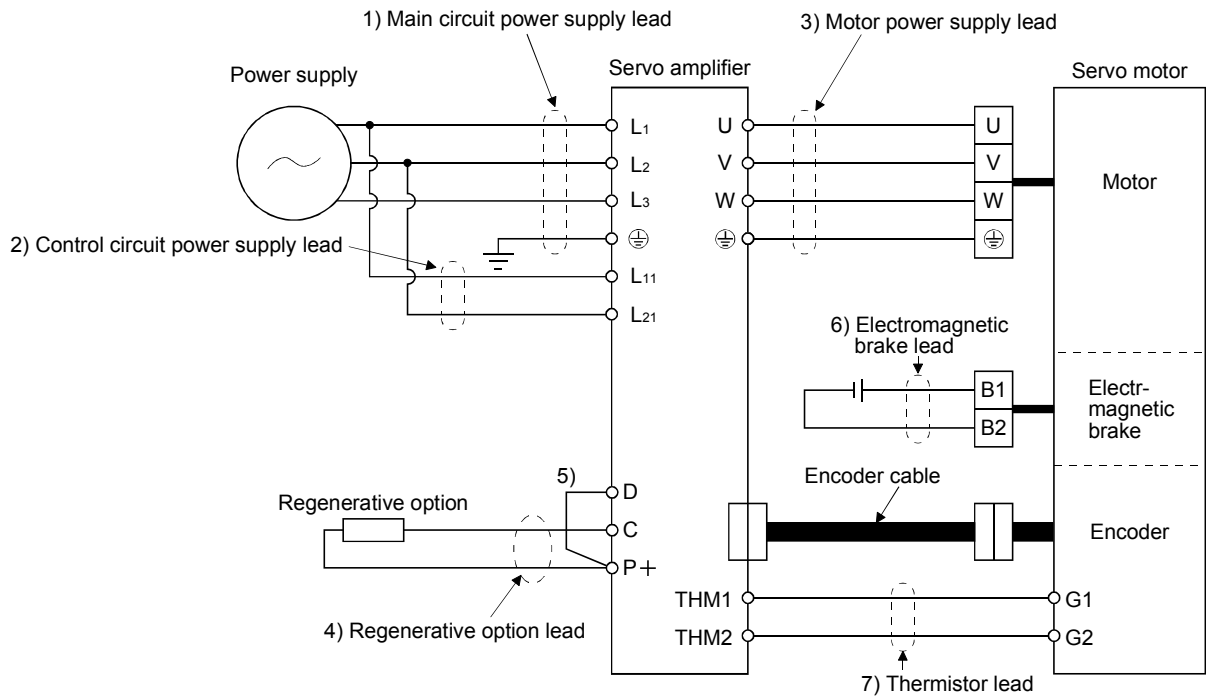 1) Main circuit power supply lead
3) Motor power supply lead
Power supply
Servo amplifier
Servo motor
L1
U
U
L2
V
V
Motor
L3
W
W
2) Control circuit power supply lead
L11
L21
6) Electromagnetic
brake lead
B1
B2
Electr-
magnetic
brake
5)
D
Regenerative option
C
P+
Encoder cable
Encoder
THM1
G1
THM2
G2
4) Regenerative option lead
7) Thermistor lead